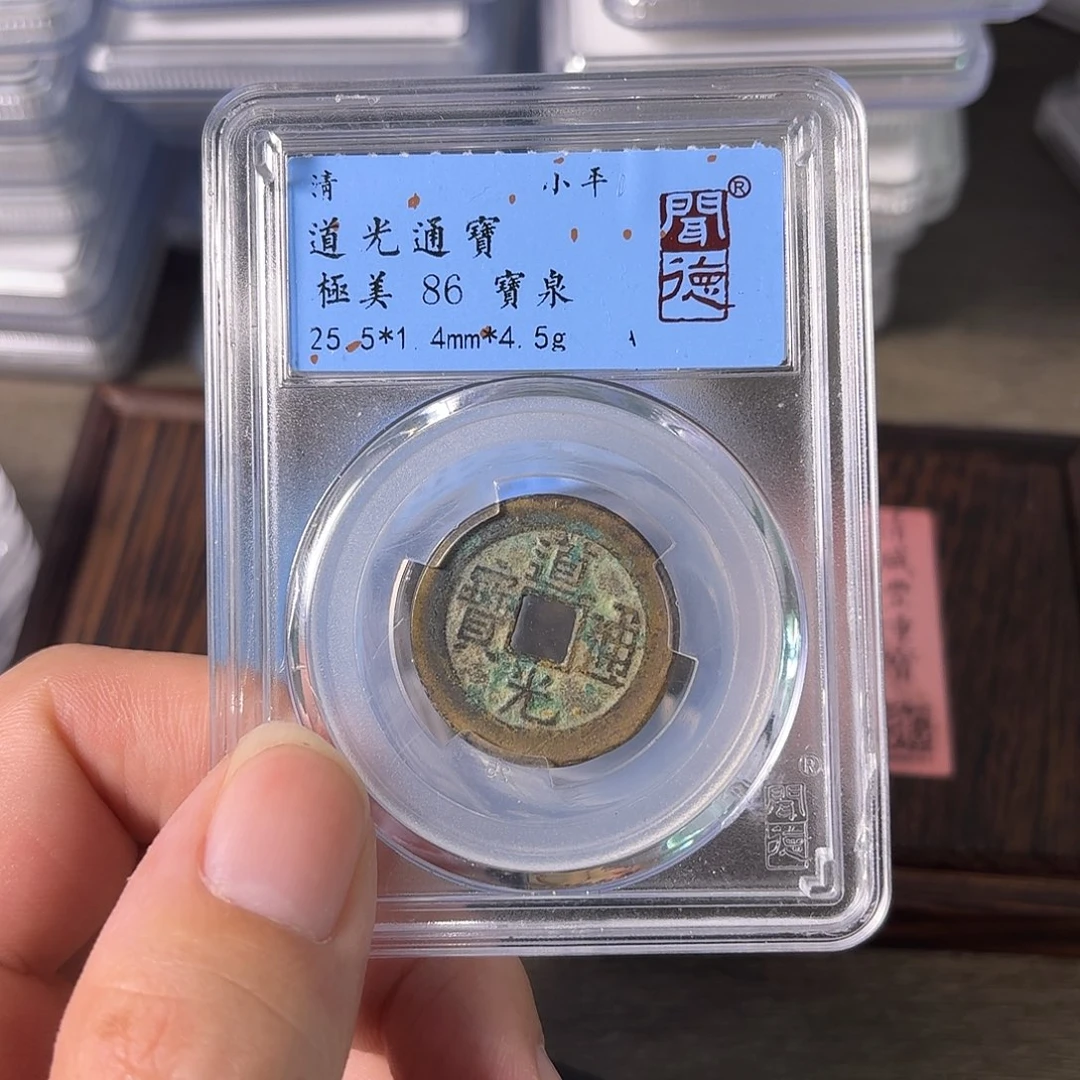 清 小平
道光通寶
極美 86 寶泉
25.5*1.4mm*4.5g
聞德®
道光通寶
®
聞德